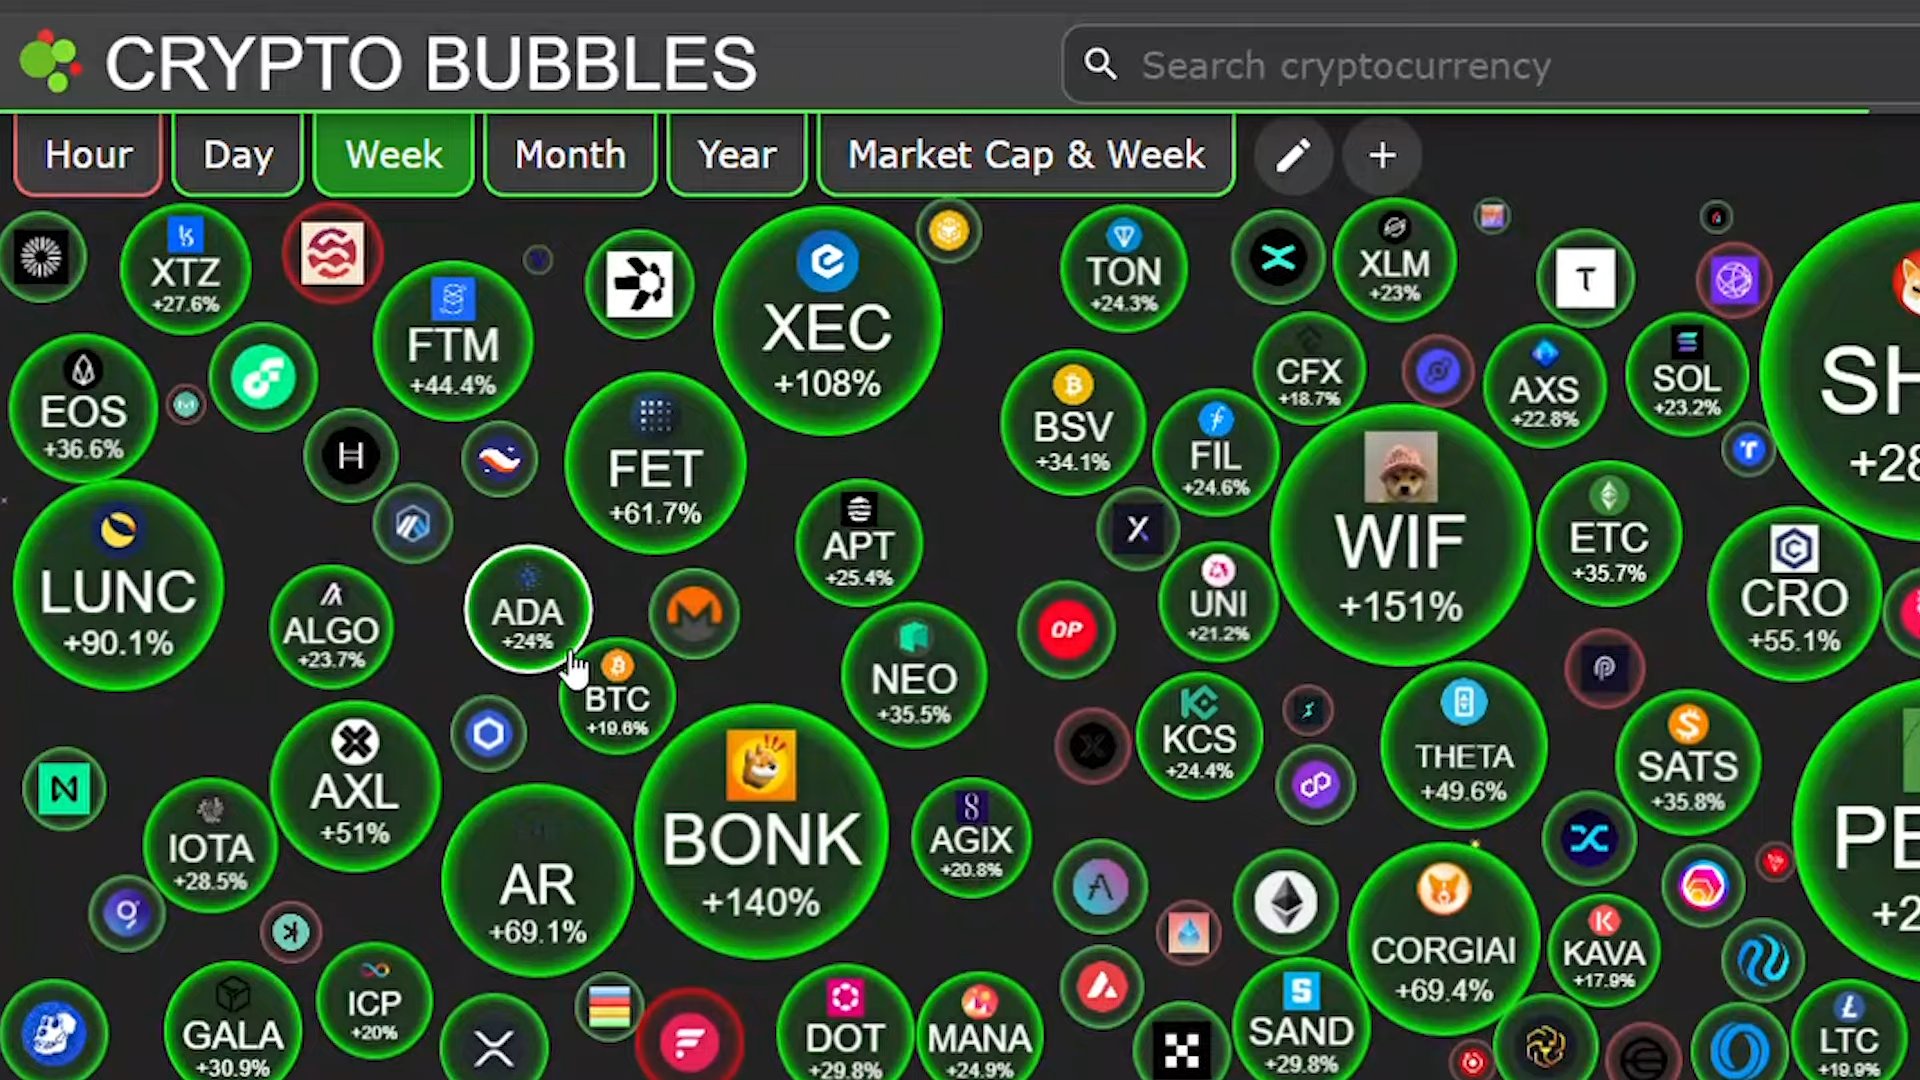 CRYPTO BUBBLES
Search cryptocurrency
Hour
Day
Week
Month
Year
Market Cap & Week
XTZ
+27.6%
FTM
+44.4%
XEC
+108%
TON
+24.3%
XLM
+23%
T
SH
+28
EOS
+36.6%
H
FET
+61.7%
BSV
+34.1%
CFX
+18.7%
AXS
+22.8%
SOL
+23.2%
FIL
+24.6%
LUNC
+90.1%
ALGO
+23.7%
ADA
+24%
APT
+25.4%
OP
UNI
+21.2%
WIF
+151%
ETC
+35.7%
CRO
+55.1%
BTC
+19.6%
NEO
+35.5%
KCS
+24.4%
THETA
+49.6%
SATS
+35.8%
AXL
+51%
IOTA
+28.5%
AR
+69.1%
BONK
+140%
AGIX
+20.8%
PE
+2
CORGIAI
+69.4%
KAVA
+17.9%
GALA
+30.9%
ICP
+20%
DOT
+29.8%
MANA
+24.9%
SAND
+29.8%
LTC
+19.9%